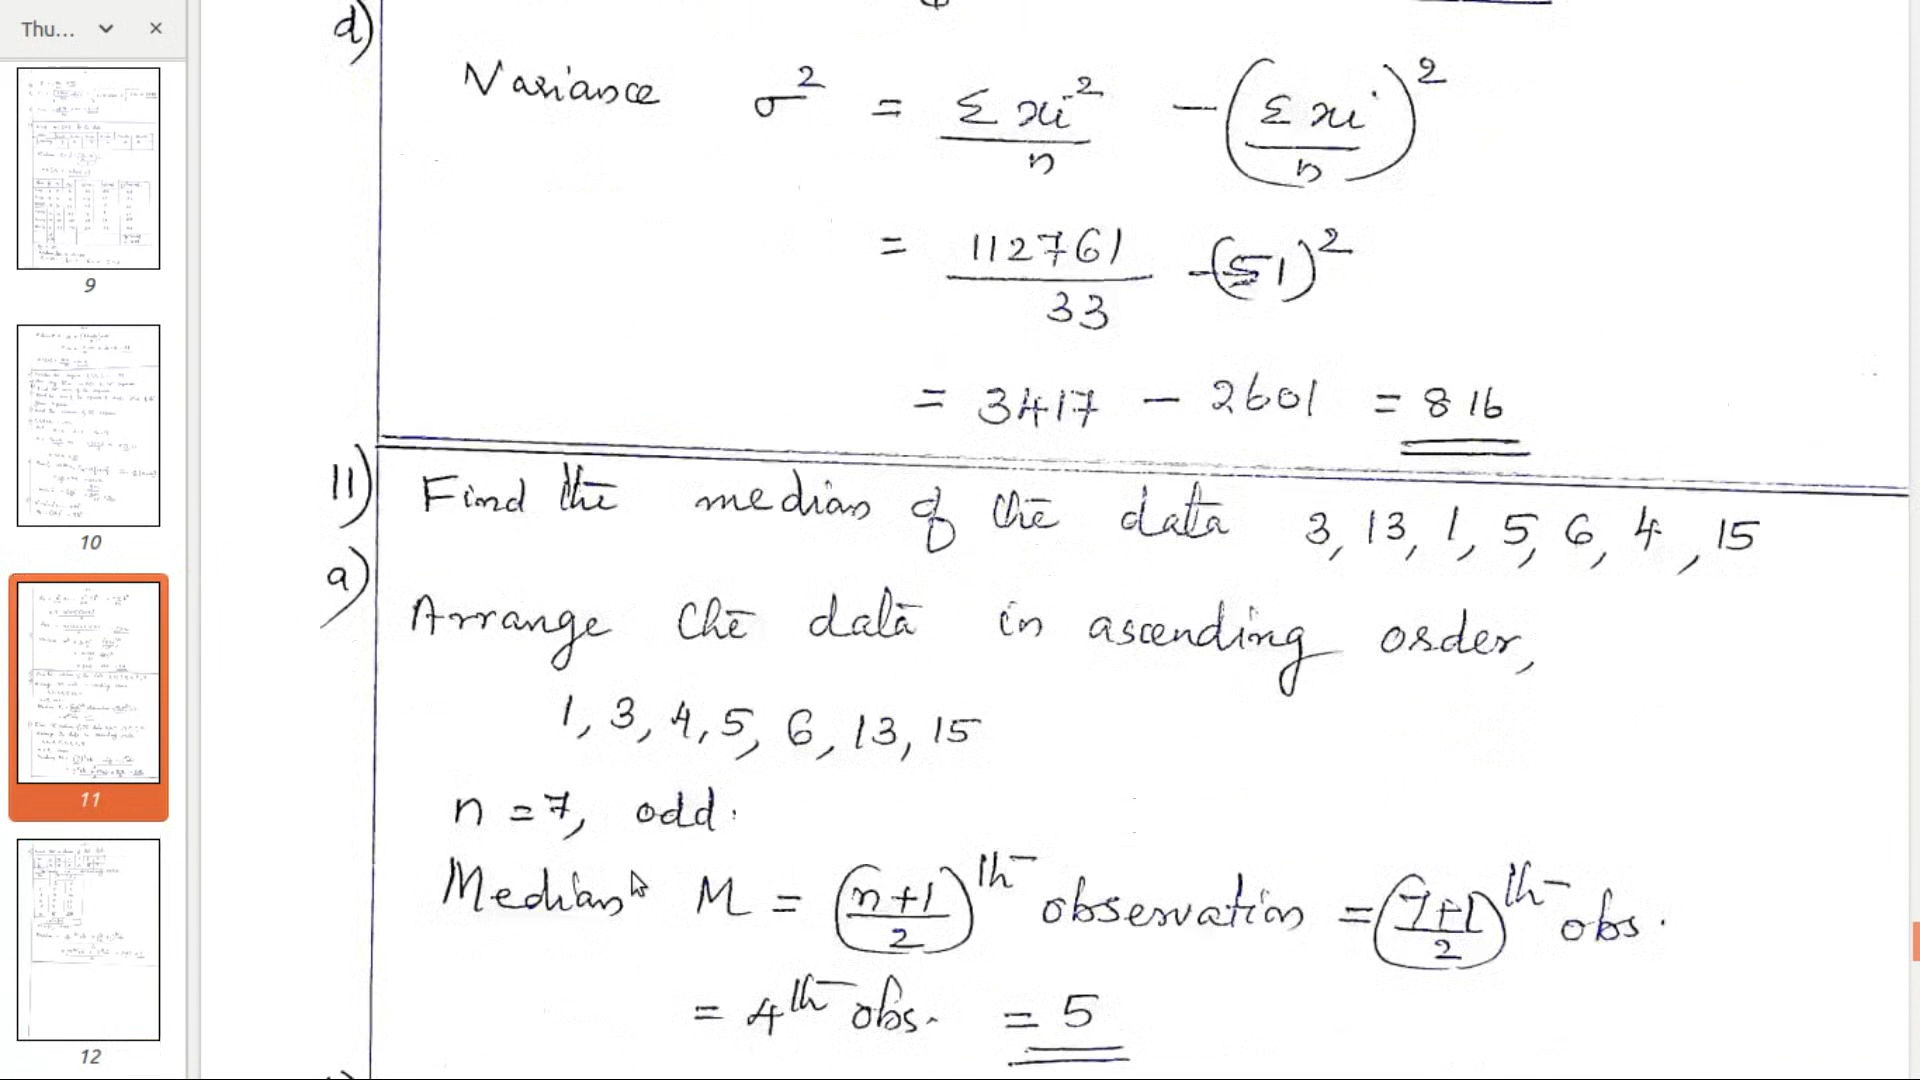 Thu...
9
10
11
12
d)
Variance σ² = Σxi²/n - (Σxi/n)²
= 112761/33 - (51)²
= 3417 - 2601 = 816
11) Find the median of the data 3, 13, 1, 5, 6, 4, 15
a) Arrange the data in ascending order,
1, 3, 4, 5, 6, 13, 15
n = 7, odd.
Median M = (n+1/2)th observation = (7+1/2)th obs.
= 4th obs. = 5